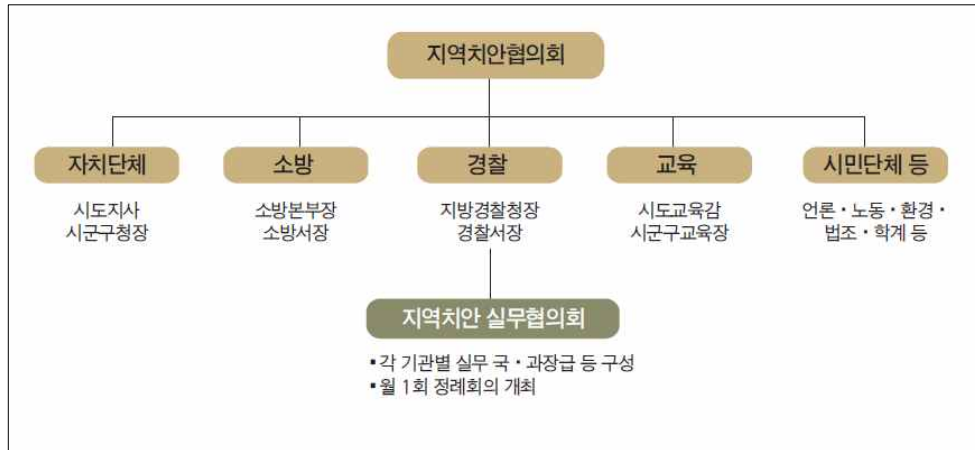 지역치안협의회
자치단체
소방
경찰
교육
시민단체 등
시도지사
시군구청장
소방본부장
소방서장
지방경찰청장
경찰서장
시도교육감
시군구교육장
언론・노동・환경・
법조・학계 등
지역치안 실무협의회
▪각 기관별 실무 국・과장급 등 구성
▪월 1회 정례회의 개최